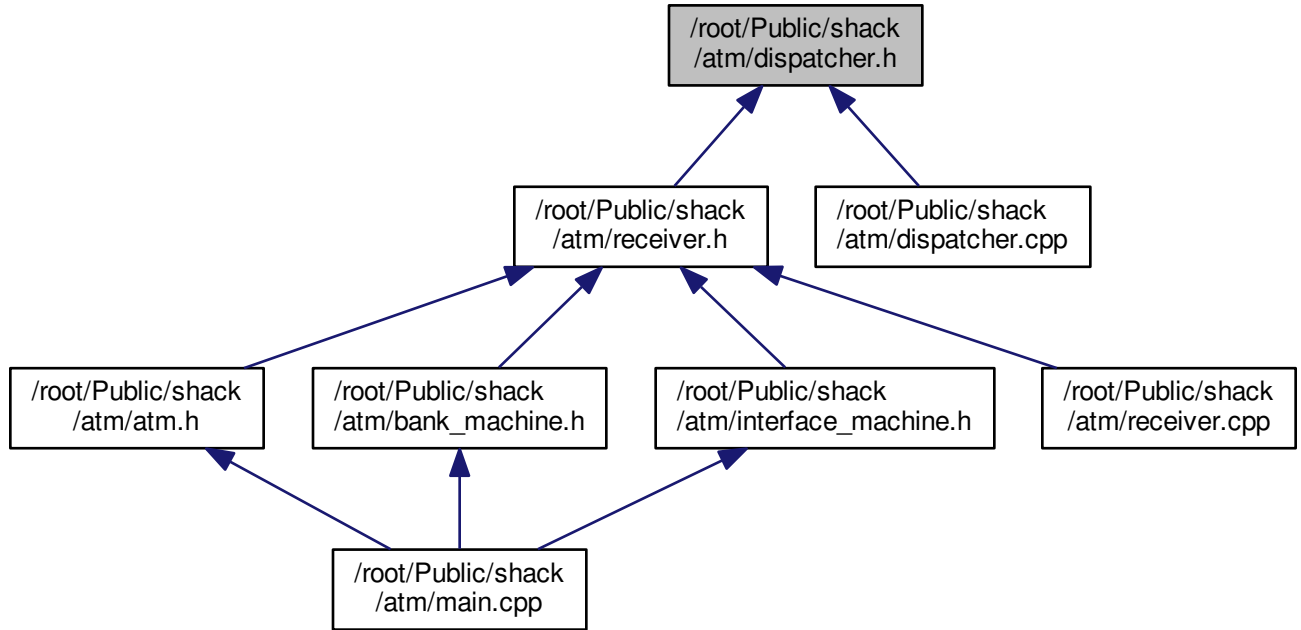 /root/Public/shack
/atm/dispatcher.h
/root/Public/shack
/atm/receiver.h
/root/Public/shack
/atm/dispatcher.cpp
/root/Public/shack
/atm/atm.h
/root/Public/shack
/atm/bank_machine.h
/root/Public/shack
/atm/interface_machine.h
/root/Public/shack
/atm/receiver.cpp
/root/Public/shack
/atm/main.cpp